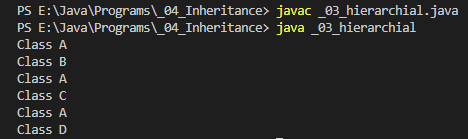 PS E:\Java\Programs\_04_Inheritance> javac _03_hierarchial.java
PS E:\Java\Programs\_04_Inheritance> java _03_hierarchial
Class A
Class B
Class A
Class C
Class A
Class D